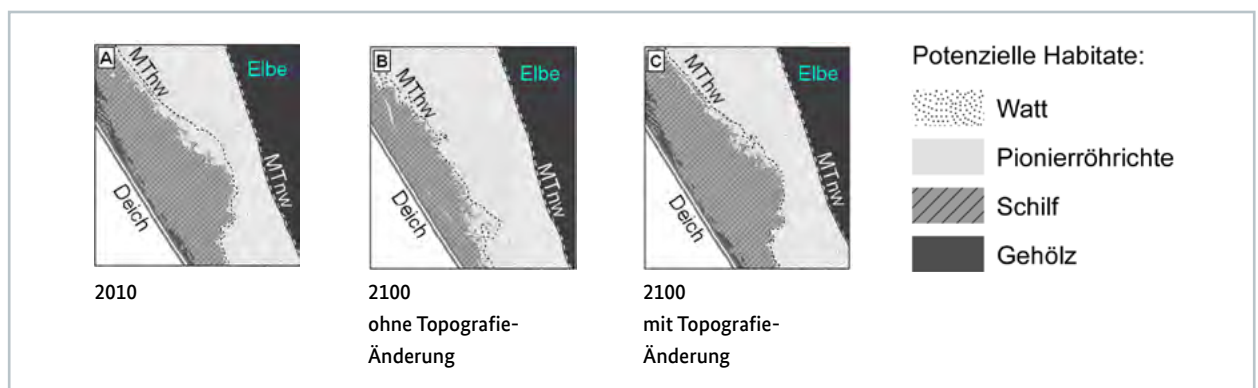 A
MThw
Elbe
MTnw
Deich
2010
B
MThw
Elbe
MTnw
Deich
2100
ohne Topografie-
Änderung
C
MThw
Elbe
MTnw
Deich
2100
mit Topografie-
Änderung
Potenzielle Habitate:
Watt
Pionierröhrichte
Schilf
Gehölz